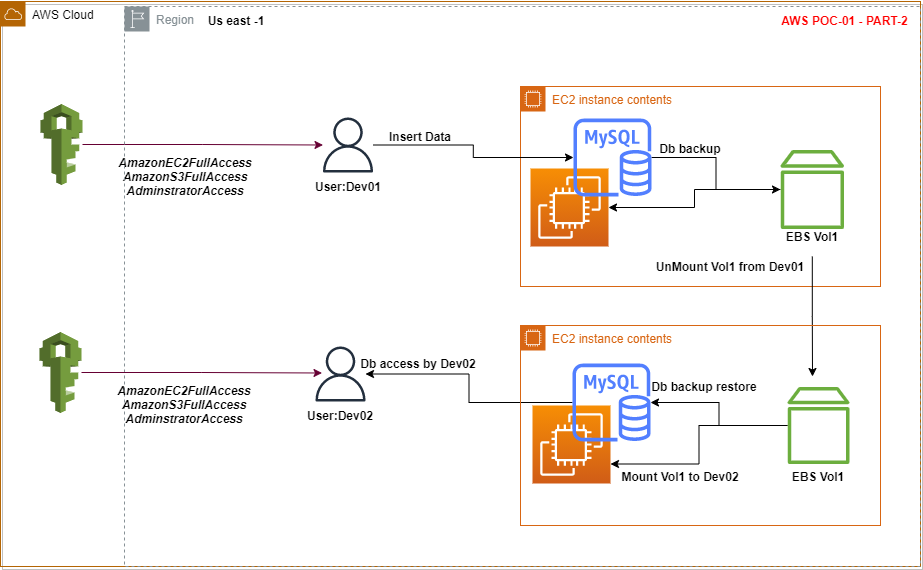 AWS Cloud
Region
Us east -1
AWS POC-01 - PART-2
EC2 instance contents
MySQL
Insert Data
Db backup
AmazonEC2FullAccess
AmazonS3FullAccess
AdminstratorAccess
User:Dev01
EBS Vol1
UnMount Vol1 from Dev01
EC2 instance contents
Db access by Dev02
MySQL
Db backup restore
AmazonEC2FullAccess
AmazonS3FullAccess
AdminstratorAccess
User:Dev02
Mount Vol1 to Dev02
EBS Vol1